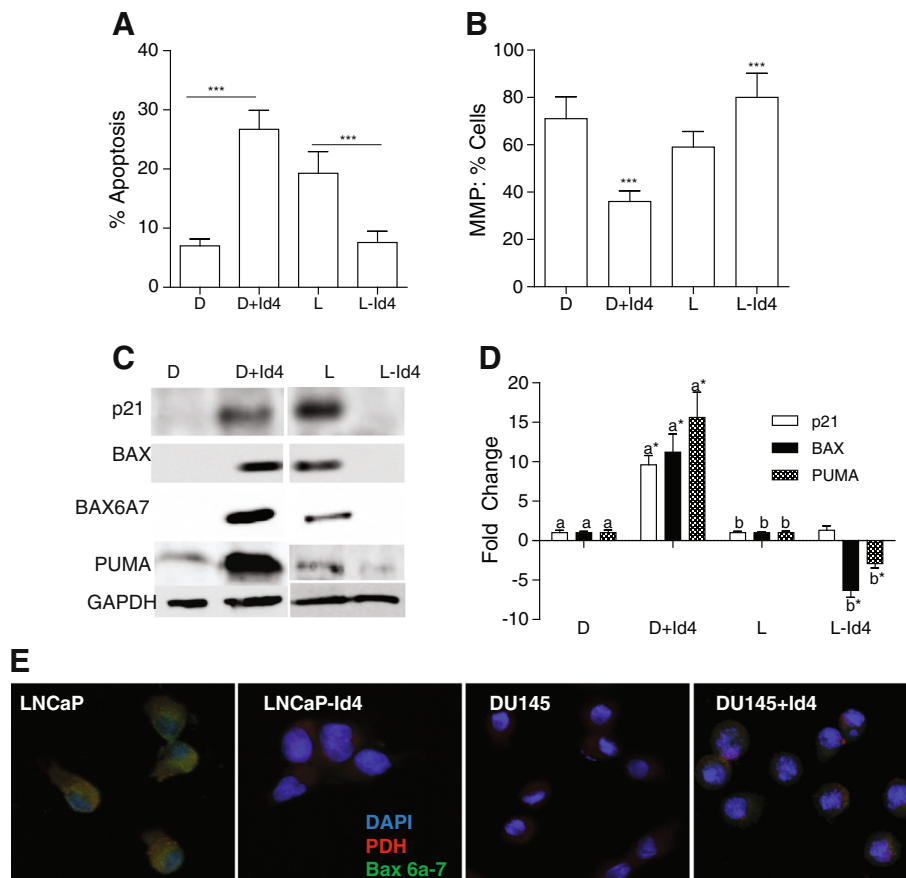 A
% Apoptosis
40
30
20
10
0
***
***
D D+Id4 L L-Id4
B
MMP: % Cells
100
80
60
40
20
0
***
***
D D+Id4 L L-Id4
C
D D+Id4 L L-Id4
p21
BAX
BAX6A7
PUMA
GAPDH
D
Fold Change
20
15
10
5
0
-5
-10
a a a
a* a* a*
b b b
b* b*
p21
BAX
PUMA
D D+Id4 L L-Id4
E
LNCaP
LNCaP-Id4
DAPI
PDH
Bax 6a-7
DU145
DU145+Id4